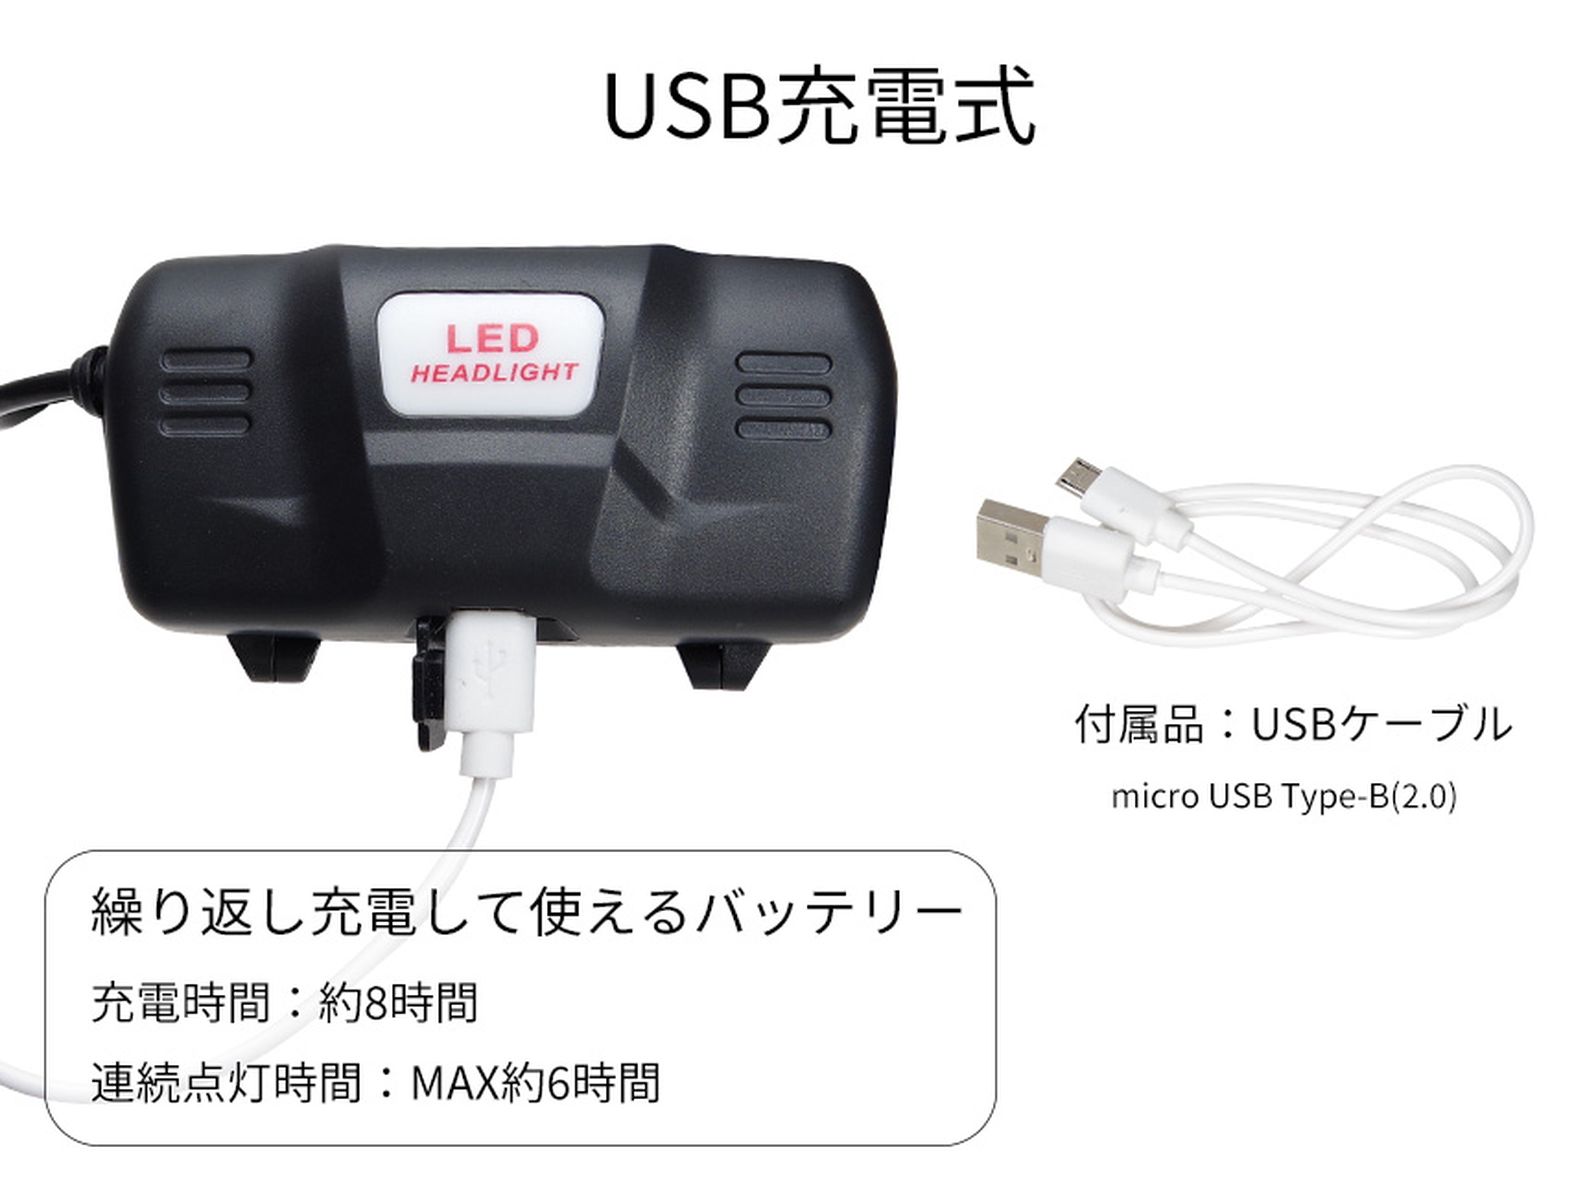 USB充電式
LED
HEADLIGHT
付属品：USBケーブル
micro USB Type-B(2.0)
繰り返し充電して使えるバッテリー
充電時間：約8時間
連続点灯時間：MAX約6時間